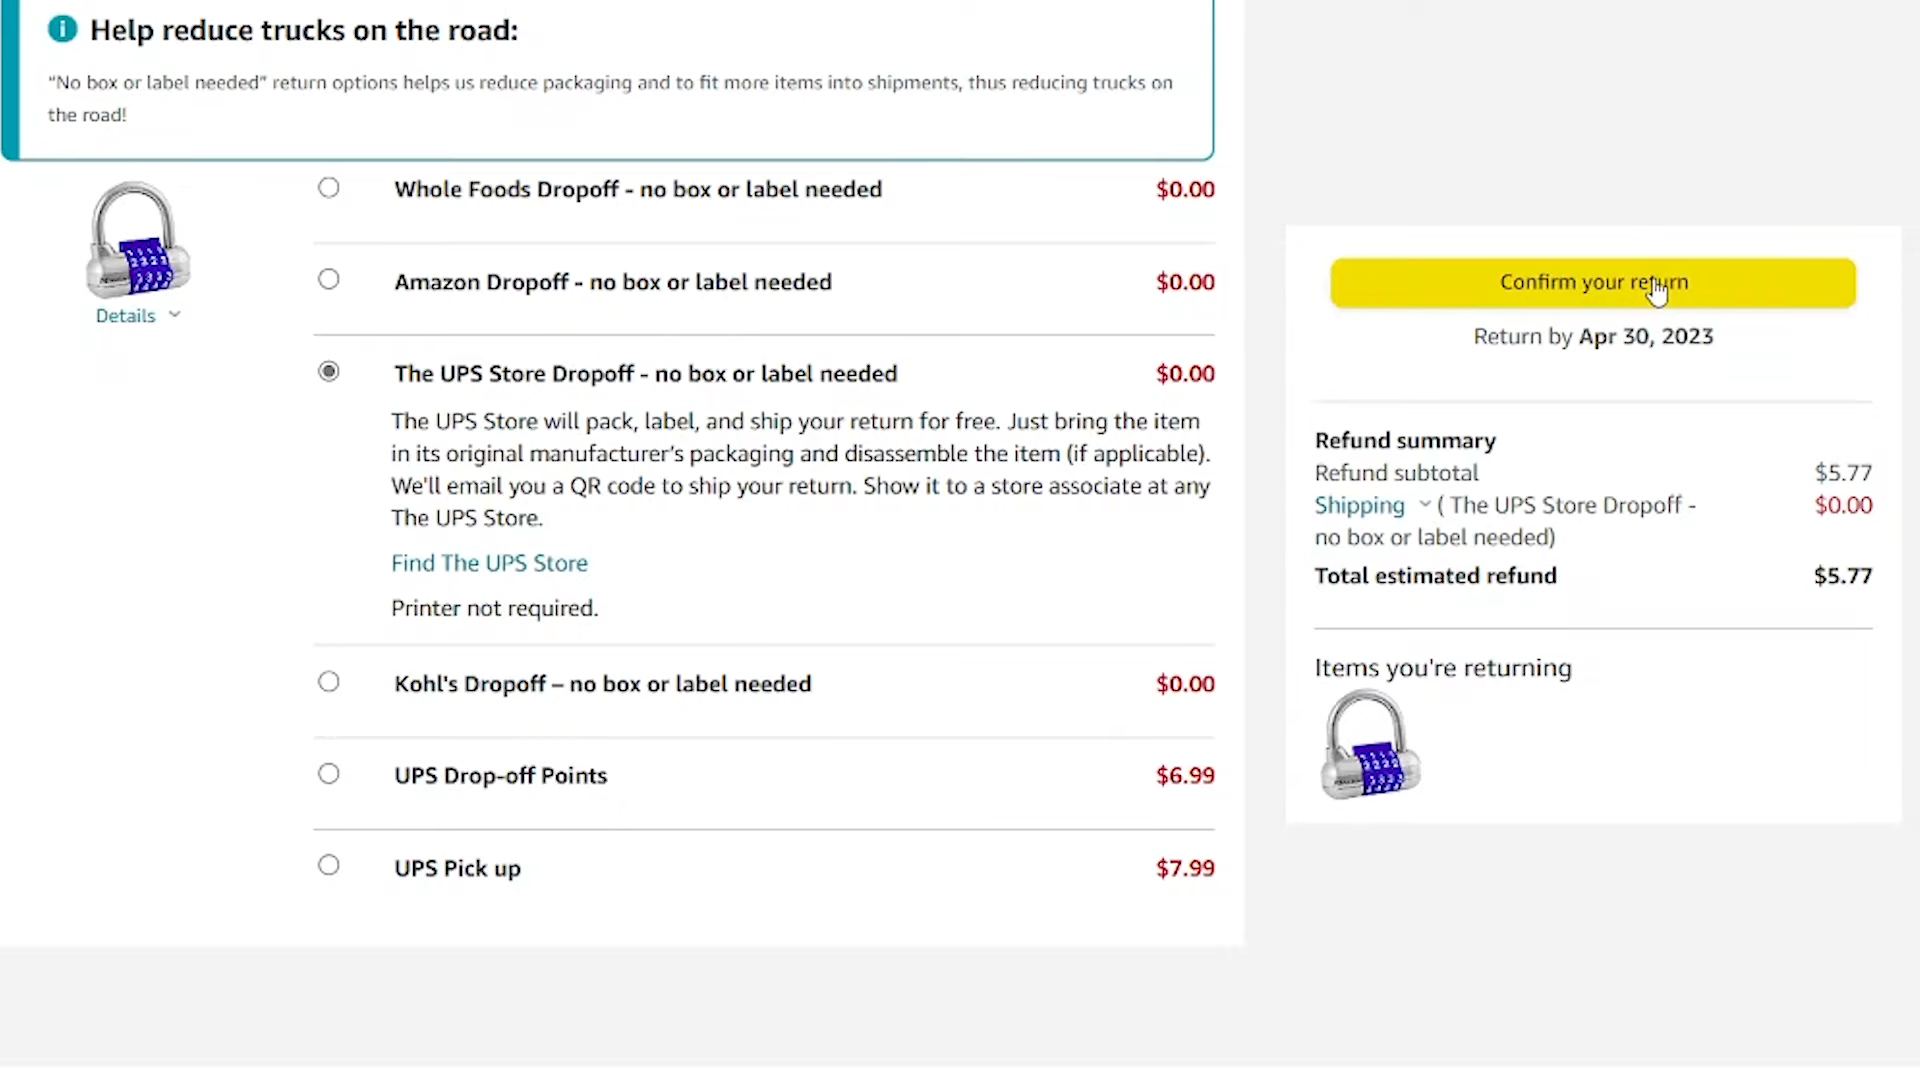 Help reduce trucks on the road:
“No box or label needed” return options helps us reduce packaging and to fit more items into shipments, thus reducing trucks on
the road!
Details
Whole Foods Dropoff - no box or label needed $0.00
Amazon Dropoff - no box or label needed $0.00
The UPS Store Dropoff - no box or label needed $0.00
The UPS Store will pack, label, and ship your return for free. Just bring the item
in its original manufacturer’s packaging and disassemble the item (if applicable).
We'll email you a QR code to ship your return. Show it to a store associate at any
The UPS Store.
Find The UPS Store
Printer not required.
Kohl's Dropoff – no box or label needed $0.00
UPS Drop-off Points $6.99
UPS Pick up $7.99
Confirm your return
Return by Apr 30, 2023
Refund summary
Refund subtotal $5.77
Shipping ( The UPS Store Dropoff - $0.00
no box or label needed)
Total estimated refund $5.77
Items you're returning